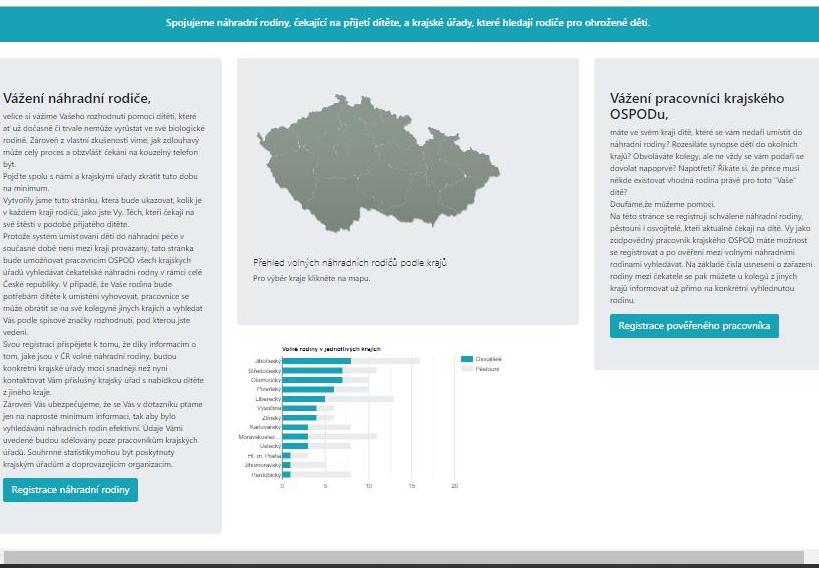 Spojujeme náhradní rodiny, čekající na přijetí dítěte, a krajské úřady, které hledají rodiče pro ohrožené děti.
Vážení náhradní rodiče,
velice si vážíme Vašeho rozhodnutí pomoci dítěti, které
ať už dočasně či trvale nemůže vyrůstat ve své biologické
rodině. Zároveň z vlastní zkušenosti víme, jak zdlouhavý
může celý proces a obzvlášť čekání na kouzelný telefon
být.
Pojďte spolu s námi a krajskými úřady zkrátit tuto dobu
na minimum.
Vytvořily jsme tuto stránku, která bude ukazovat, kolik je
v každém kraji rodičů, jako jste Vy. Těch, kteří čekají na
své štěstí v podobě přijatého dítěte.
Protože systém umisťování dětí do náhradní péče v
současné době není mezi kraji provázaný, tato stránka
bude umožňovat pracovnicím OSPOD všech krajských
úřadů vyhledávat čekatelské náhradní rodny v rámci celé
České republiky. V případě, že Vaše rodina bude
potřebám dítěte k umístění vyhovovat, pracovnice se
může obrátit se na své kolegyně jiných krajích a vyhledat
Vás podle spisové značky rozhodnutí, pod kterou jste
vedeni.
Svou registrací přispějete k tomu, že díky informacím o
tom, jaké jsou v ČR volné náhradní rodiny, budou
konkrétní krajské úřady moci snadněji než nyní
kontaktovat Vám příslušný krajský úřad s nabídkou dítěte
z jiného kraje.
Zároveň Vás ubezpečujeme, že se Vás v dotazníku ptáme
jen na naprosté minimum informací, tak aby bylo
vyhledávání náhradních rodin efektivní. Údaje Vámi
uvedené budou sdělovány poze pracovníkům krajských
úřadů. Souhrnné statistikymohou být poskytnuty
krajským úřadům a doprovázejícím organizacím.
Registrace náhradní rodiny
Přehled volných náhradních rodičů podle krajů
Pro výběr kraje klikněte na mapu.
Volné rodiny v jednotlivých krajích
Osvojitelé
Pěstouni
Jihočeský
Středočeský
Olomoucký
Plzeňský
Liberecký
Vysočina
Zlínský
Karlovarský
Moravskoslez...
Ústecký
Hl. m. Praha
Jihomoravský
Pardubický
0 5 10 15 20
Vážení pracovníci krajského
OSPODu,
máte ve svém kraji dítě, které se vám nedaří umístit do
náhradní rodiny? Rozesíláte synopse dětí do okolních
krajů? Obvoláváte kolegy, ale ne vždy se vám podaří se
dovolat napoprvé? Napotřetí? Říkáte si, že přece musí
někde existovat vhodná rodina právě pro toto "Vaše"
dítě?
Doufáme,že můžeme pomoci.
Na této stránce se registrují schválené náhradní rodiny,
pěstouni i osvojitelé, kteří aktuálně čekají na dítě. Vy jako
zodpovědný pracovník krajského OSPOD máte možnost
se registrovat a po ověření mezi volnými náhradními
rodinami vyhledávat. Na základě čísla usnesení o zařazení
rodiny mezi čekatele se pak můžete u kolegů z jiných
krajů informovat už přímo na konkrétní vyhlédnutou
rodinu.
Registrace pověřeného pracovníka